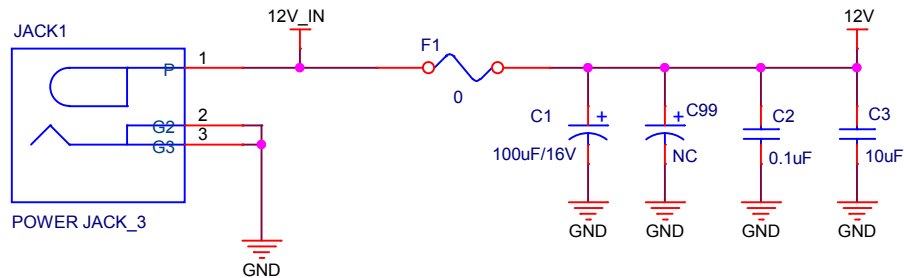 JACK1
12V_IN
12V
F1
0
P
1
G2
2
G3
3
C1
100uF/16V
C99
NC
C2
0.1uF
C3
10uF
POWER JACK_3
GND
GND
GND
GND
GND